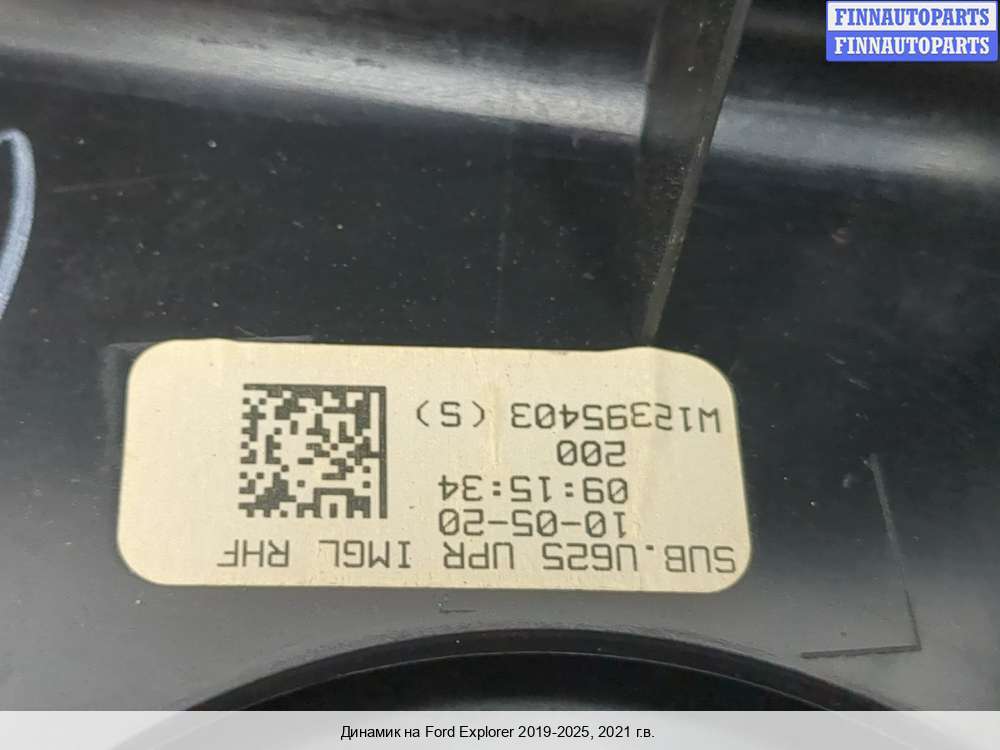 FINNAUTOPARTS
FINNAUTOPARTS
SUB.U625 UPR IMGL RHF
10-05-20
09:15:34
200
W12395403 (S)
Динамик на Ford Explorer 2019-2025, 2021 г.в.